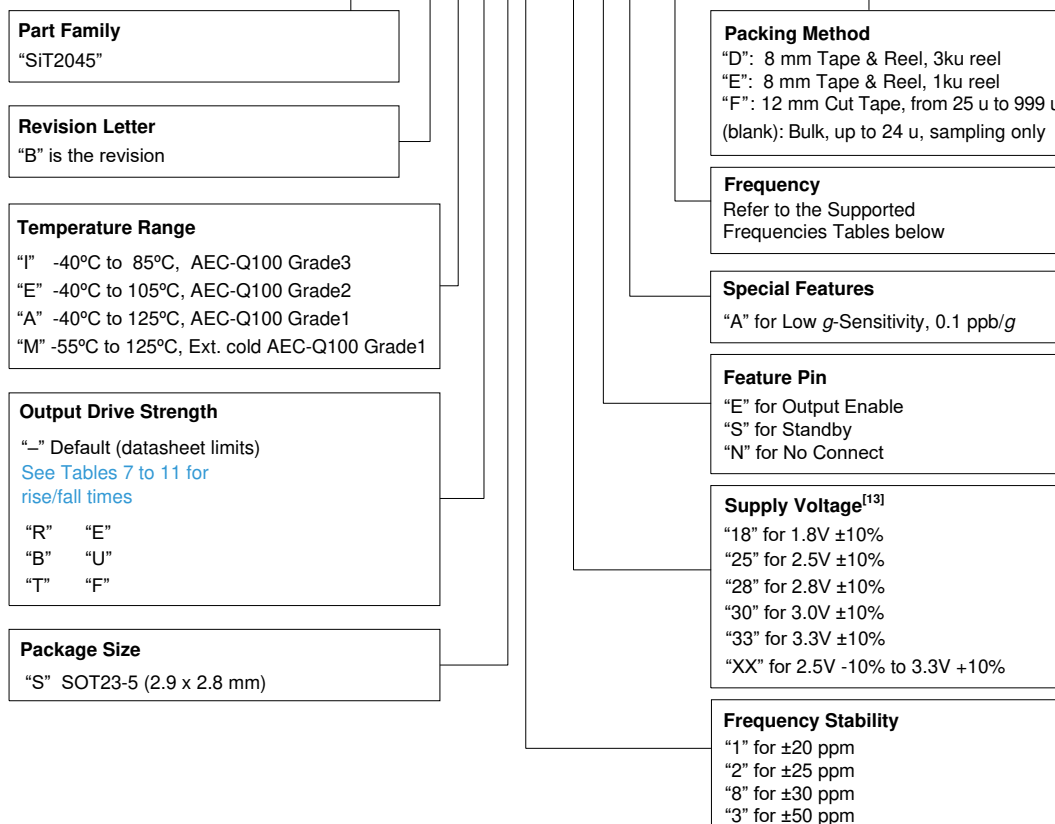 Part Family
“SiT2045”
Revision Letter
“B” is the revision
Temperature Range
“I” -40ºC to 85ºC, AEC-Q100 Grade3
“E” -40ºC to 105ºC, AEC-Q100 Grade2
“A” -40ºC to 125ºC, AEC-Q100 Grade1
“M” -55ºC to 125ºC, Ext. cold AEC-Q100 Grade1
Output Drive Strength
“–” Default (datasheet limits)
See Tables 7 to 11 for
rise/fall times
“R” “E”
“B” “U”
“T” “F”
Package Size
“S” SOT23-5 (2.9 x 2.8 mm)
Packing Method
“D”: 8 mm Tape & Reel, 3ku reel
“E”: 8 mm Tape & Reel, 1ku reel
“F”: 12 mm Cut Tape, from 25 u to 999 u
(blank): Bulk, up to 24 u, sampling only
Frequency
Refer to the Supported
Frequencies Tables below
Special Features
“A” for Low g-Sensitivity, 0.1 ppb/g
Feature Pin
“E” for Output Enable
“S” for Standby
“N” for No Connect
Supply Voltage[13]
“18” for 1.8V ±10%
“25” for 2.5V ±10%
“28” for 2.8V ±10%
“30” for 3.0V ±10%
“33” for 3.3V ±10%
“XX” for 2.5V -10% to 3.3V +10%
Frequency Stability
“1” for ±20 ppm
“2” for ±25 ppm
“8” for ±30 ppm
“3” for ±50 ppm